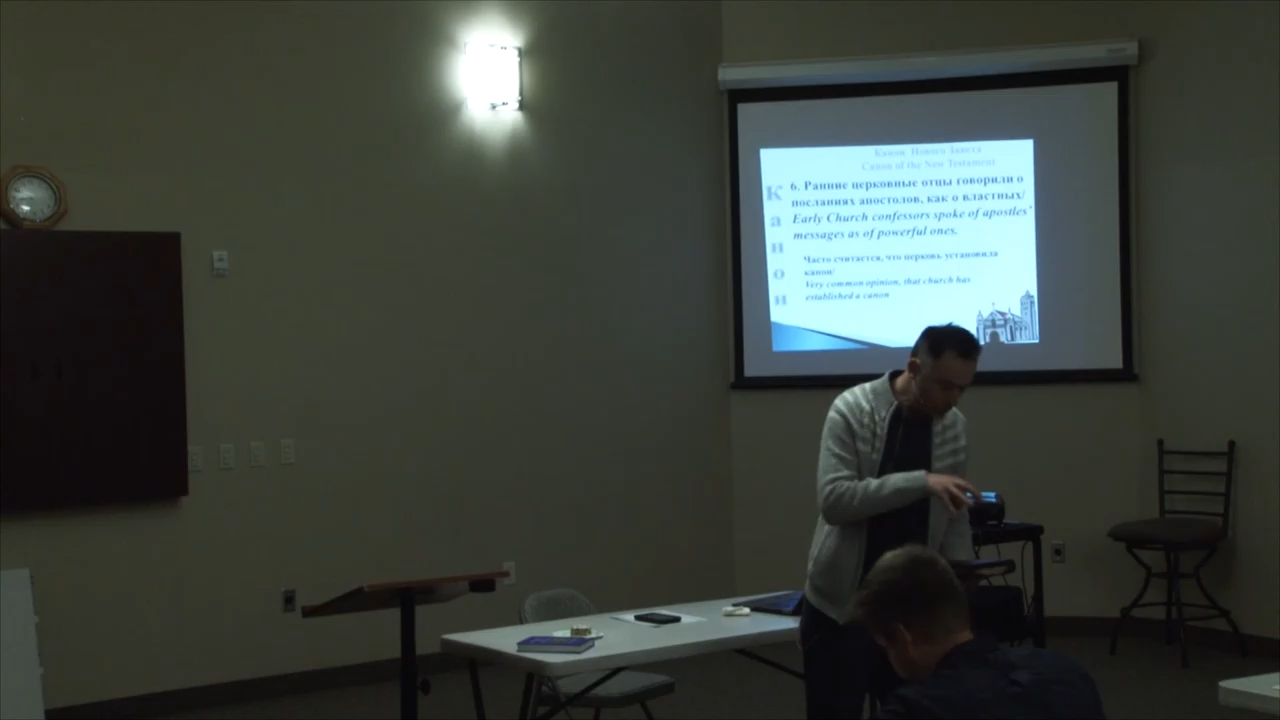 Канон Нового Завета
Canon of the New Testament
Канон
6. Ранние церковные отцы говорили о
посланиях апостолов, как о властных/
Early Church confessors spoke of apostles'
messages as of powerful ones.
Часто считается, что церковь установила
канон/
Very common opinion, that church has
established a canon